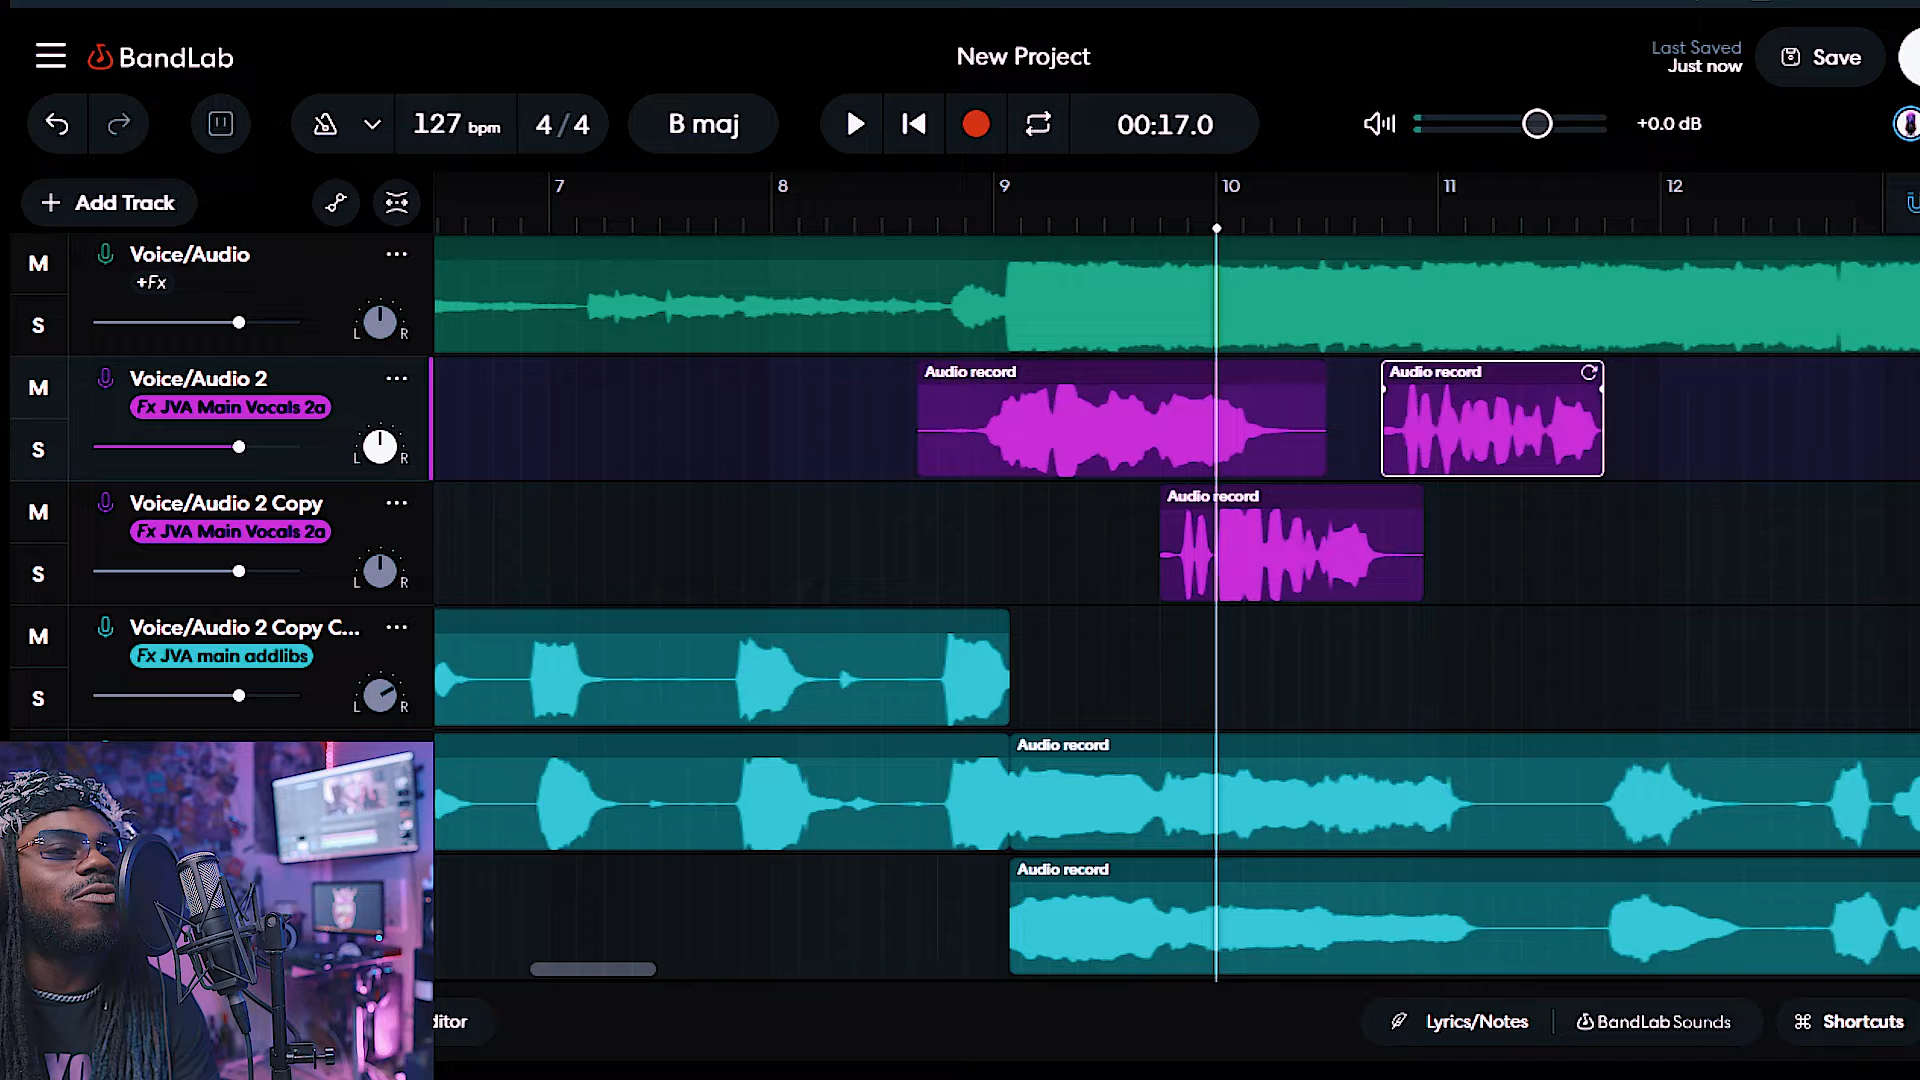 BandLab
New Project
Last Saved
Just now
Save
127 bpm
4/4
B maj
00:17.0
+0.0 dB
Add Track
7
8
9
10
11
12
M
Voice/Audio
+Fx
S
L
R
M
Voice/Audio 2
Fx JVA Main Vocals 2a
S
L
R
Audio record
Audio record
M
Voice/Audio 2 Copy
Fx JVA Main Vocals 2a
S
L
R
Audio record
M
Voice/Audio 2 Copy C...
Fx JVA main addlibs
S
L
R
Audio record
Audio record
ditor
Lyrics/Notes
BandLab Sounds
Shortcuts